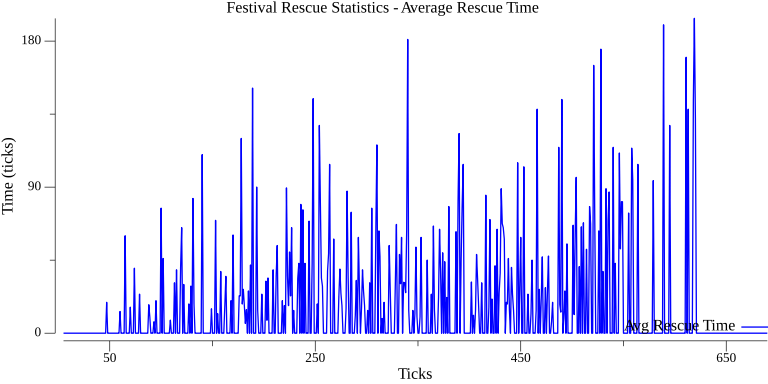 Festival Rescue Statistics - Average Rescue Time
Time (ticks)
180
90
0
Avg Rescue Time
50
250
450
650
Ticks